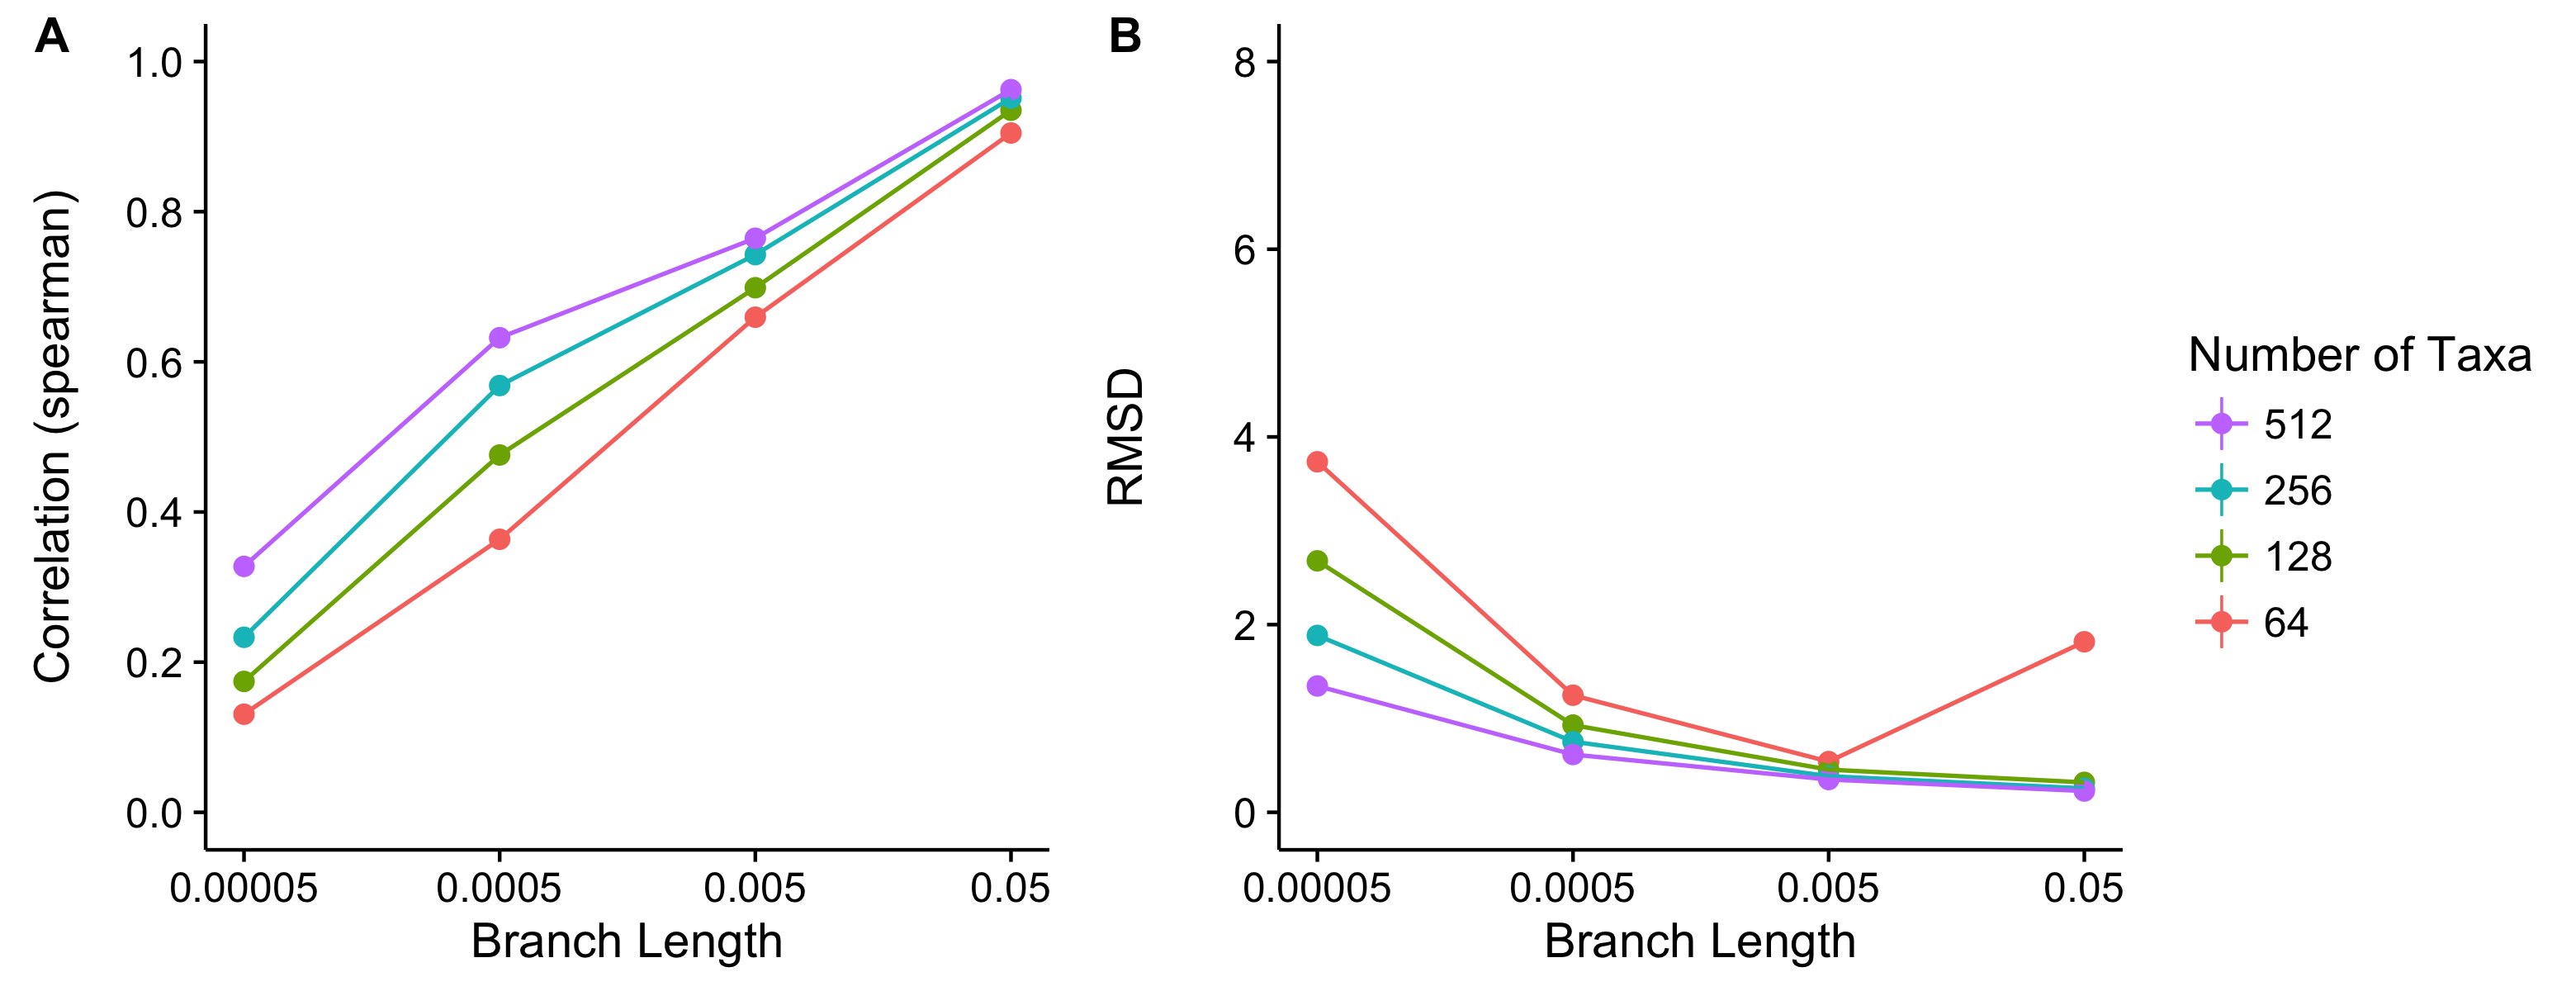 A
1.0
0.8
0.6
0.4
0.2
0.0
Correlation (spearman)
0.00005 0.0005 0.005 0.05
Branch Length
B
8
6
4
2
0
RMSD
0.00005 0.0005 0.005 0.05
Branch Length
Number of Taxa
512
256
128
64